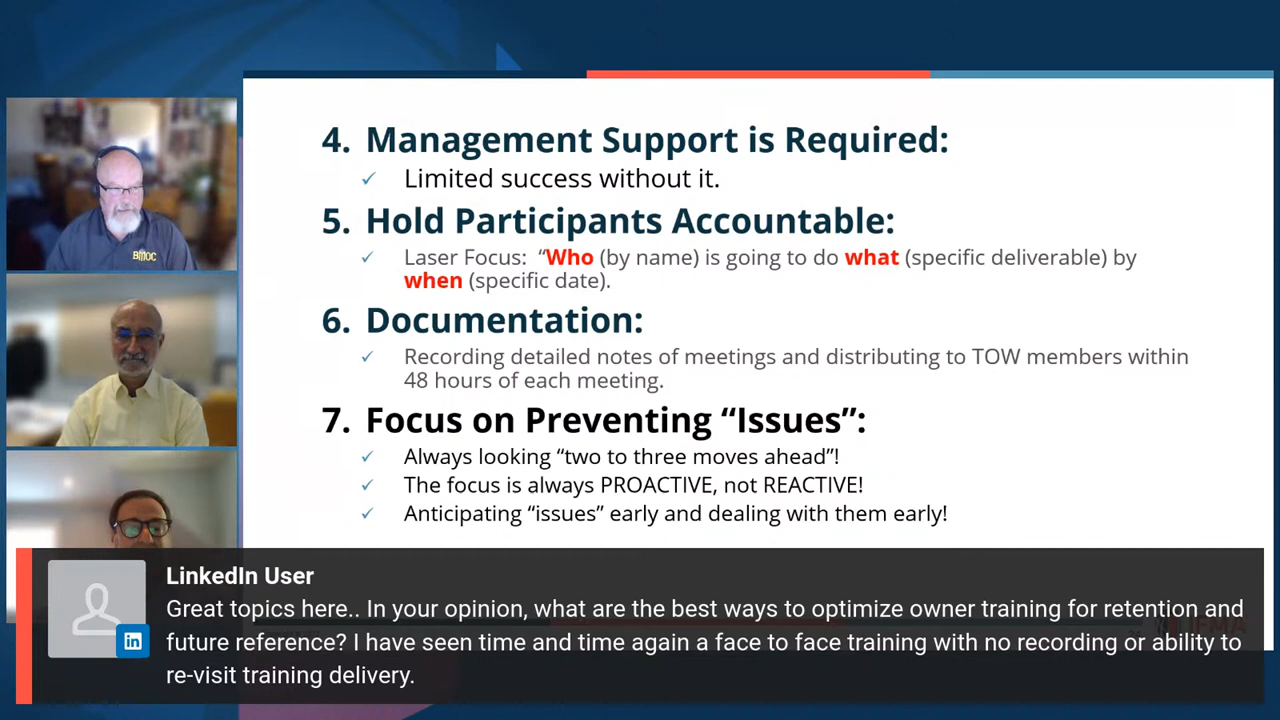 4. Management Support is Required:
✓ Limited success without it.
5. Hold Participants Accountable:
✓ Laser Focus: “Who (by name) is going to do what (specific deliverable) by
when (specific date).
6. Documentation:
✓ Recording detailed notes of meetings and distributing to TOW members within
48 hours of each meeting.
7. Focus on Preventing “Issues”:
✓ Always looking “two to three moves ahead”!
✓ The focus is always PROACTIVE, not REACTIVE!
✓ Anticipating “issues” early and dealing with them early!
BMOC
LinkedIn User
Great topics here.. In your opinion, what are the best ways to optimize owner training for retention and
future reference? I have seen time and time again a face to face training with no recording or ability to
re-visit training delivery.
in
IFMA